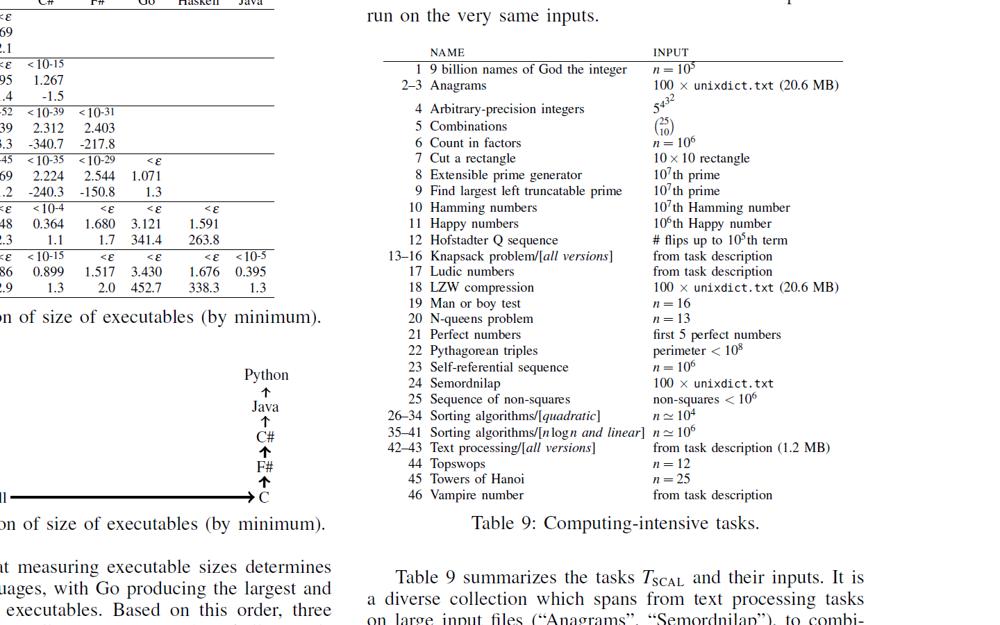 C# F# Go Haskell Java
<ε
69
2.1
<ε <10-15
95 1.267
1.4 -1.5
-52 <10-39 <10-31
39 2.312 2.403
3.3 -340.7 -217.8
-45 <10-35 <10-29 <ε
69 2.224 2.544 1.071
1.2 -240.3 -150.8 1.3
<ε <10-4 <ε <ε <ε
48 0.364 1.680 3.121 1.591
2.3 1.1 1.7 341.4 263.8
<ε <10-15 <ε <ε <ε <10-5
86 0.899 1.517 3.430 1.676 0.395
2.9 1.3 2.0 452.7 338.3 1.3
on of size of executables (by minimum).
Python
↑
Java
↑
C#
↑
F#
↑
ll → C
on of size of executables (by minimum).
at measuring executable sizes determines
uages, with Go producing the largest and
executables. Based on this order, three
run on the very same inputs.
NAME INPUT
1 9 billion names of God the integer n = 10^5
2–3 Anagrams 100 × unixdict.txt (20.6 MB)
4 Arbitrary-precision integers 5^4^3^2
5 Combinations (25 10)
6 Count in factors n = 10^6
7 Cut a rectangle 10 × 10 rectangle
8 Extensible prime generator 10^7th prime
9 Find largest left truncatable prime 10^7th prime
10 Hamming numbers 10^7th Hamming number
11 Happy numbers 10^6th Happy number
12 Hofstadter Q sequence # flips up to 10^5th term
13–16 Knapsack problem/[all versions] from task description
17 Ludic numbers from task description
18 LZW compression 100 × unixdict.txt (20.6 MB)
19 Man or boy test n = 16
20 N-queens problem n = 13
21 Perfect numbers first 5 perfect numbers
22 Pythagorean triples perimeter < 10^8
23 Self-referential sequence n = 10^6
24 Semordnilap 100 × unixdict.txt
25 Sequence of non-squares non-squares < 10^6
26–34 Sorting algorithms/[quadratic] n ≃ 10^4
35–41 Sorting algorithms/[n log n and linear] n ≃ 10^6
42–43 Text processing/[all versions] from task description (1.2 MB)
44 Topswops n = 12
45 Towers of Hanoi n = 25
46 Vampire number from task description
Table 9: Computing-intensive tasks.
Table 9 summarizes the tasks T_SCAL and their inputs. It is
a diverse collection which spans from text processing tasks
on large input files (“Anagrams”, “Semordnilap”), to combi-